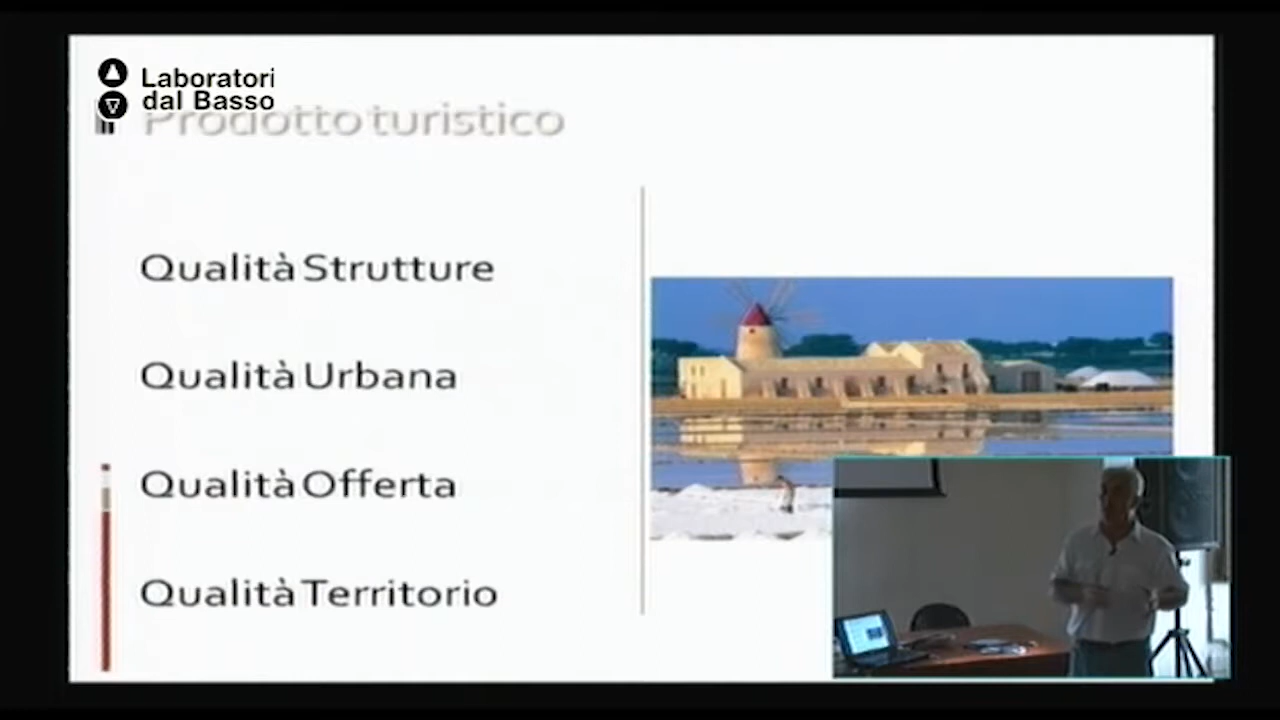 Laboratori
dal Basso
Prodotto turistico
Qualità Strutture
Qualità Urbana
Qualità Offerta
Qualità Territorio